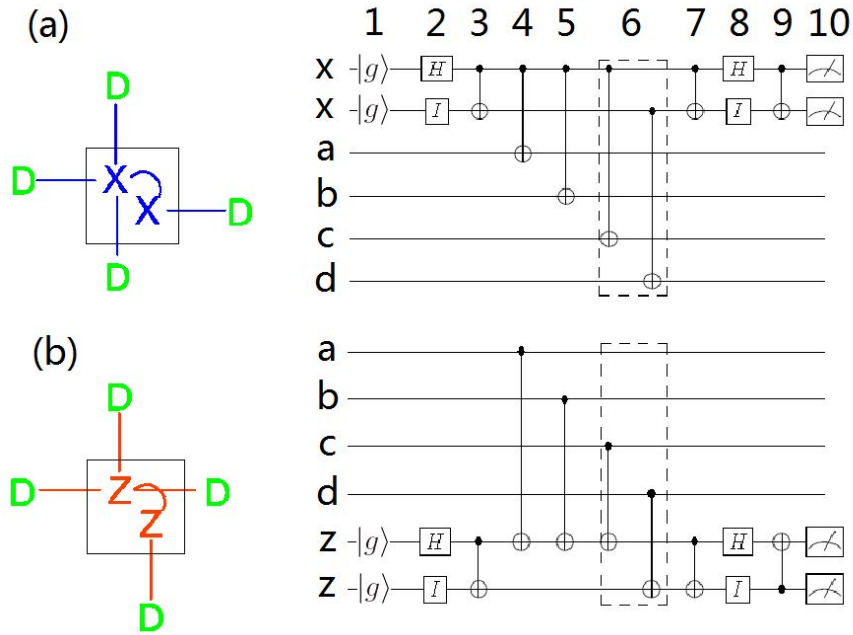 (a)
1 2 3 4 5 6 7 8 9 10
D
D X X D
D
x |g⟩ H H
x |g⟩ I I
a
b
c
d
(b)
D
D Z D
Z
D
a
b
c
d
z |g⟩ H H
z |g⟩ I I